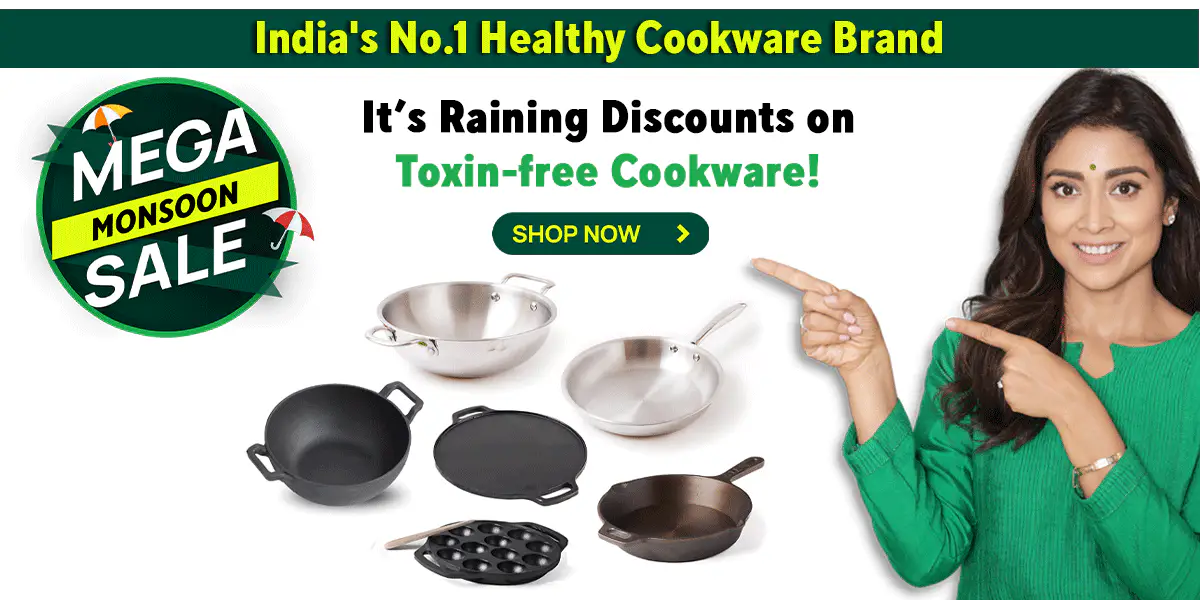 India's No.1 Healthy Cookware Brand
MEGA
MONSOON
SALE
It's Raining Discounts on
Toxin-free Cookware!
SHOP NOW